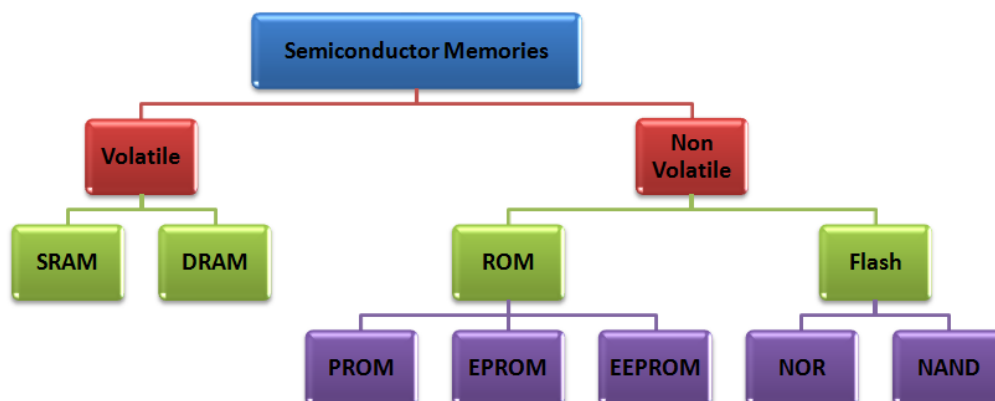 Semiconductor Memories
Volatile
Non
Volatile
SRAM
DRAM
ROM
Flash
PROM
EPROM
EEPROM
NOR
NAND